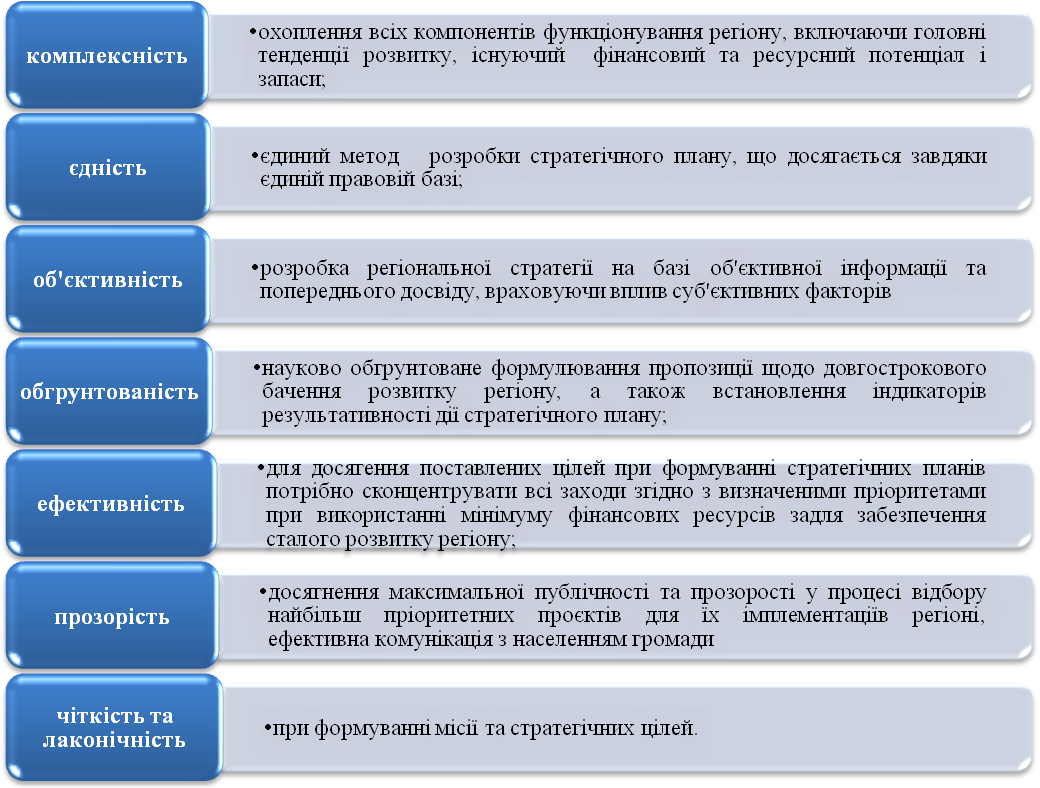 комплексність
•охоплення всіх компонентів функціонування регіону, включаючи головні
тенденції розвитку, існуючий фінансовий та ресурсний потенціал і
запаси;
єдність
•єдиний метод розробки стратегічного плану, що досягається завдяки
єдиній правовій базі;
об'єктивність
•розробка регіональної стратегії на базі об'єктивної інформації та
попереднього досвіду, враховуючи вплив суб'єктивних факторів
обгрунтованість
•науково обгрунтоване формулювання пропозиції щодо довгострокового
бачення розвитку регіону, а також встановлення індикаторів
результативності дії стратегічного плану;
ефективність
•для досягення поставлених цілей при формуванні стратегічних планів
потрібно сконцентрувати всі заходи згідно з визначеними пріоритетами
при використанні мінімуму фінансових ресурсів задля забезпечення
сталого розвитку регіону;
прозорість
•досягнення максимальної публічності та прозорості у процесі відбору
найбільш пріоритетних проєктів для їх імплементаціїв регіоні,
ефективна комунікація з населенням громади
чіткість та
лаконічність
•при формуванні місії та стратегічних цілей.